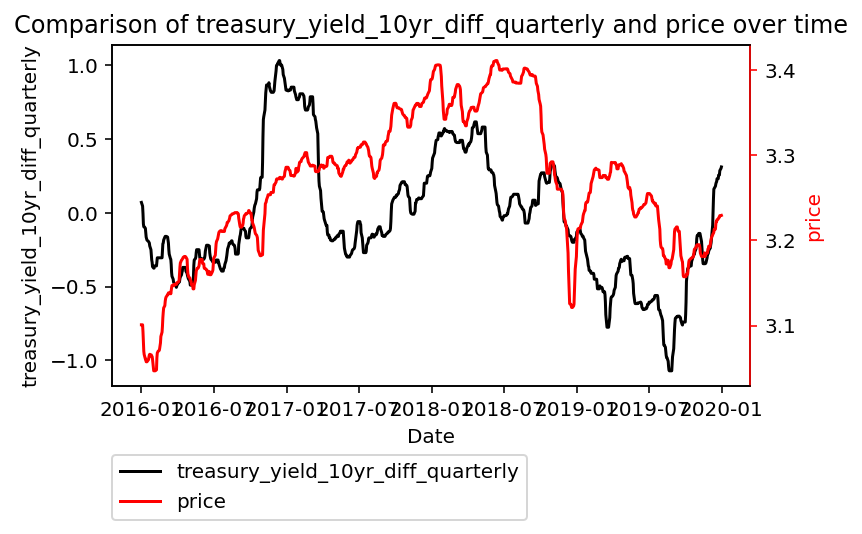 Comparison of treasury_yield_10yr_diff_quarterly and price over time
treasury_yield_10yr_diff_quarterly
1.0
0.5
0.0
−0.5
−1.0
3.4
3.3
3.2
3.1
price
2016-01 2016-07 2017-01 2017-07 2018-01 2018-07 2019-01 2019-07 2020-01
Date
treasury_yield_10yr_diff_quarterly
price